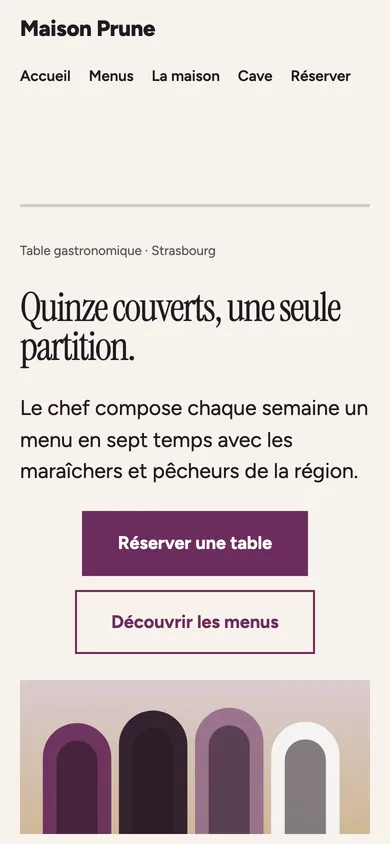 Maison Prune
Accueil Menus La maison Cave Réserver
Table gastronomique · Strasbourg
Quinze couverts, une seule
partition.
Le chef compose chaque semaine un
menu en sept temps avec les
maraîchers et pêcheurs de la région.
Réserver une table
Découvrir les menus